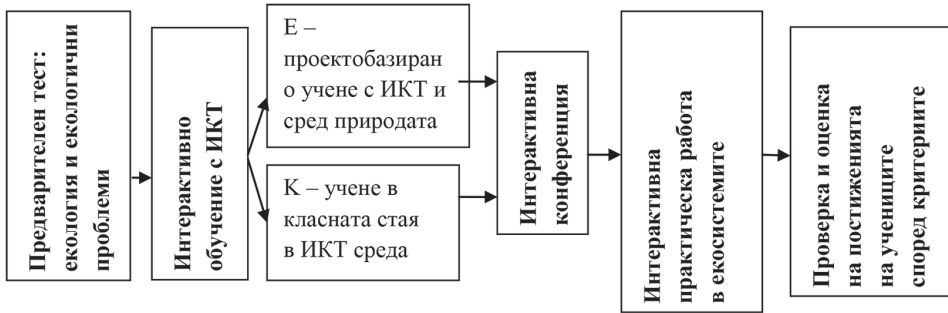 Предварителен тест:
екология и екологични
проблеми
Интерактивно
обучение с ИКТ
Е –
проектобазиран
о учене с ИКТ и
сред природата
К – учене в
класната стая
в ИКТ среда
Интерактивна
конференция
Интерактивна
практическа работа
в екосистемите
Проверка и оценка
на постиженията
на учениците
според критериите